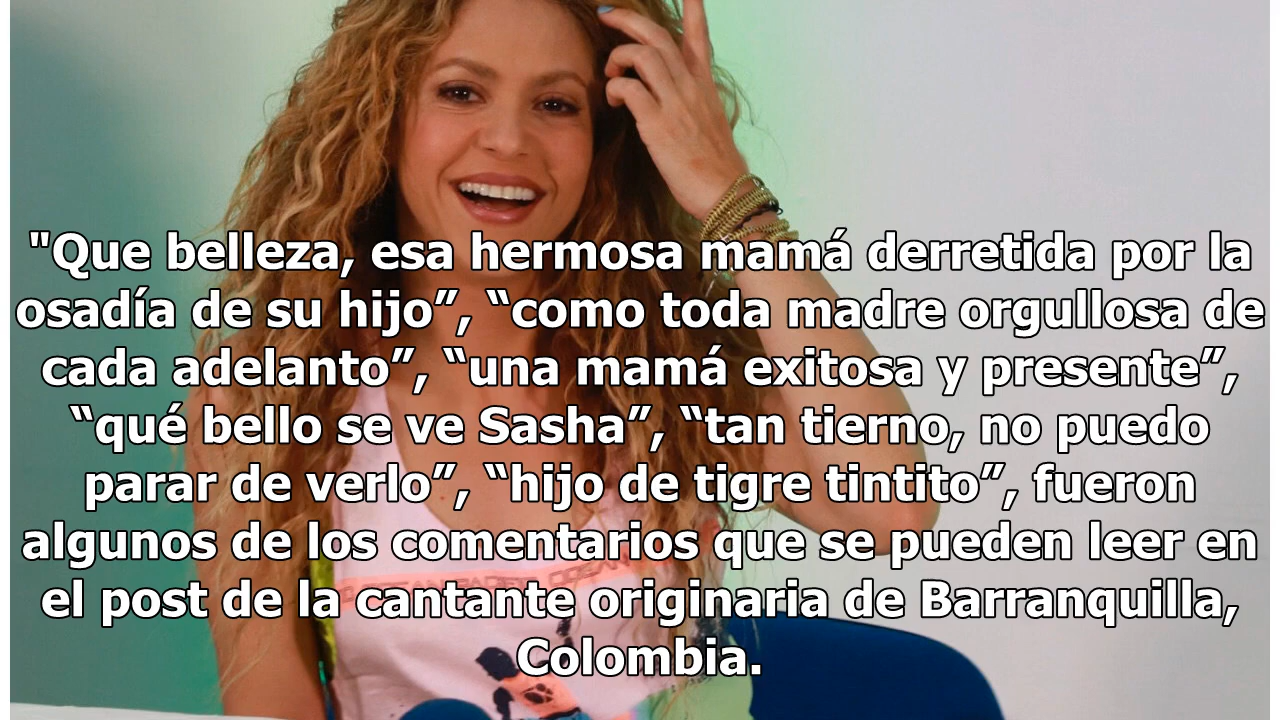 "Que belleza, esa hermosa mamá derretida por la
osadía de su hijo”, “como toda madre orgullosa de
cada adelanto”, “una mamá exitosa y presente”,
“qué bello se ve Sasha”, “tan tierno, no puedo
parar de verlo”, “hijo de tigre tintito”, fueron
algunos de los comentarios que se pueden leer en
el post de la cantante originaria de Barranquilla,
Colombia.